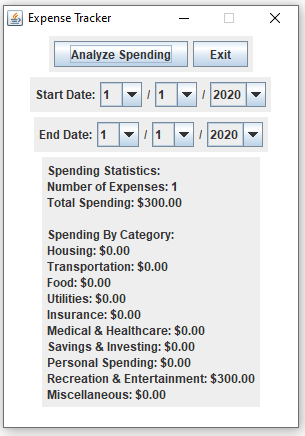 Expense Tracker
Analyze Spending Exit
Start Date: 1 / 1 / 2020
End Date: 1 / 1 / 2020
Spending Statistics:
Number of Expenses: 1
Total Spending: $300.00
Spending By Category:
Housing: $0.00
Transportation: $0.00
Food: $0.00
Utilities: $0.00
Insurance: $0.00
Medical & Healthcare: $0.00
Savings & Investing: $0.00
Personal Spending: $0.00
Recreation & Entertainment: $300.00
Miscellaneous: $0.00